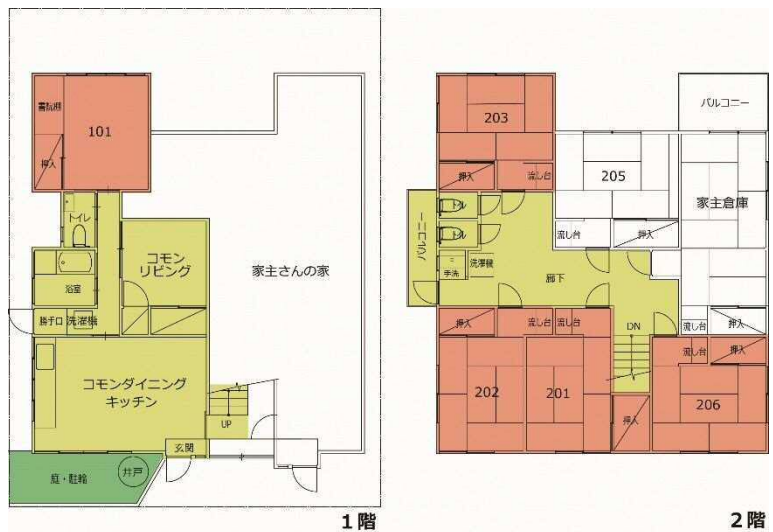 書院棚
101
押入
トイレ
コモン
リビング
浴室
勝手口
洗濯機
家主さんの家
コモンダイニング
キッチン
UP
玄関
庭・駐輪
井戸
1階
203
バルコニー
押入
流し台
205
家主倉庫
トイレ
トイレ
バルコニー
手洗
洗濯機
流し台
押入
廊下
押入
流し台
流し台
DN
流し台
押入
流し台
押入
202
201
206
押入
2階